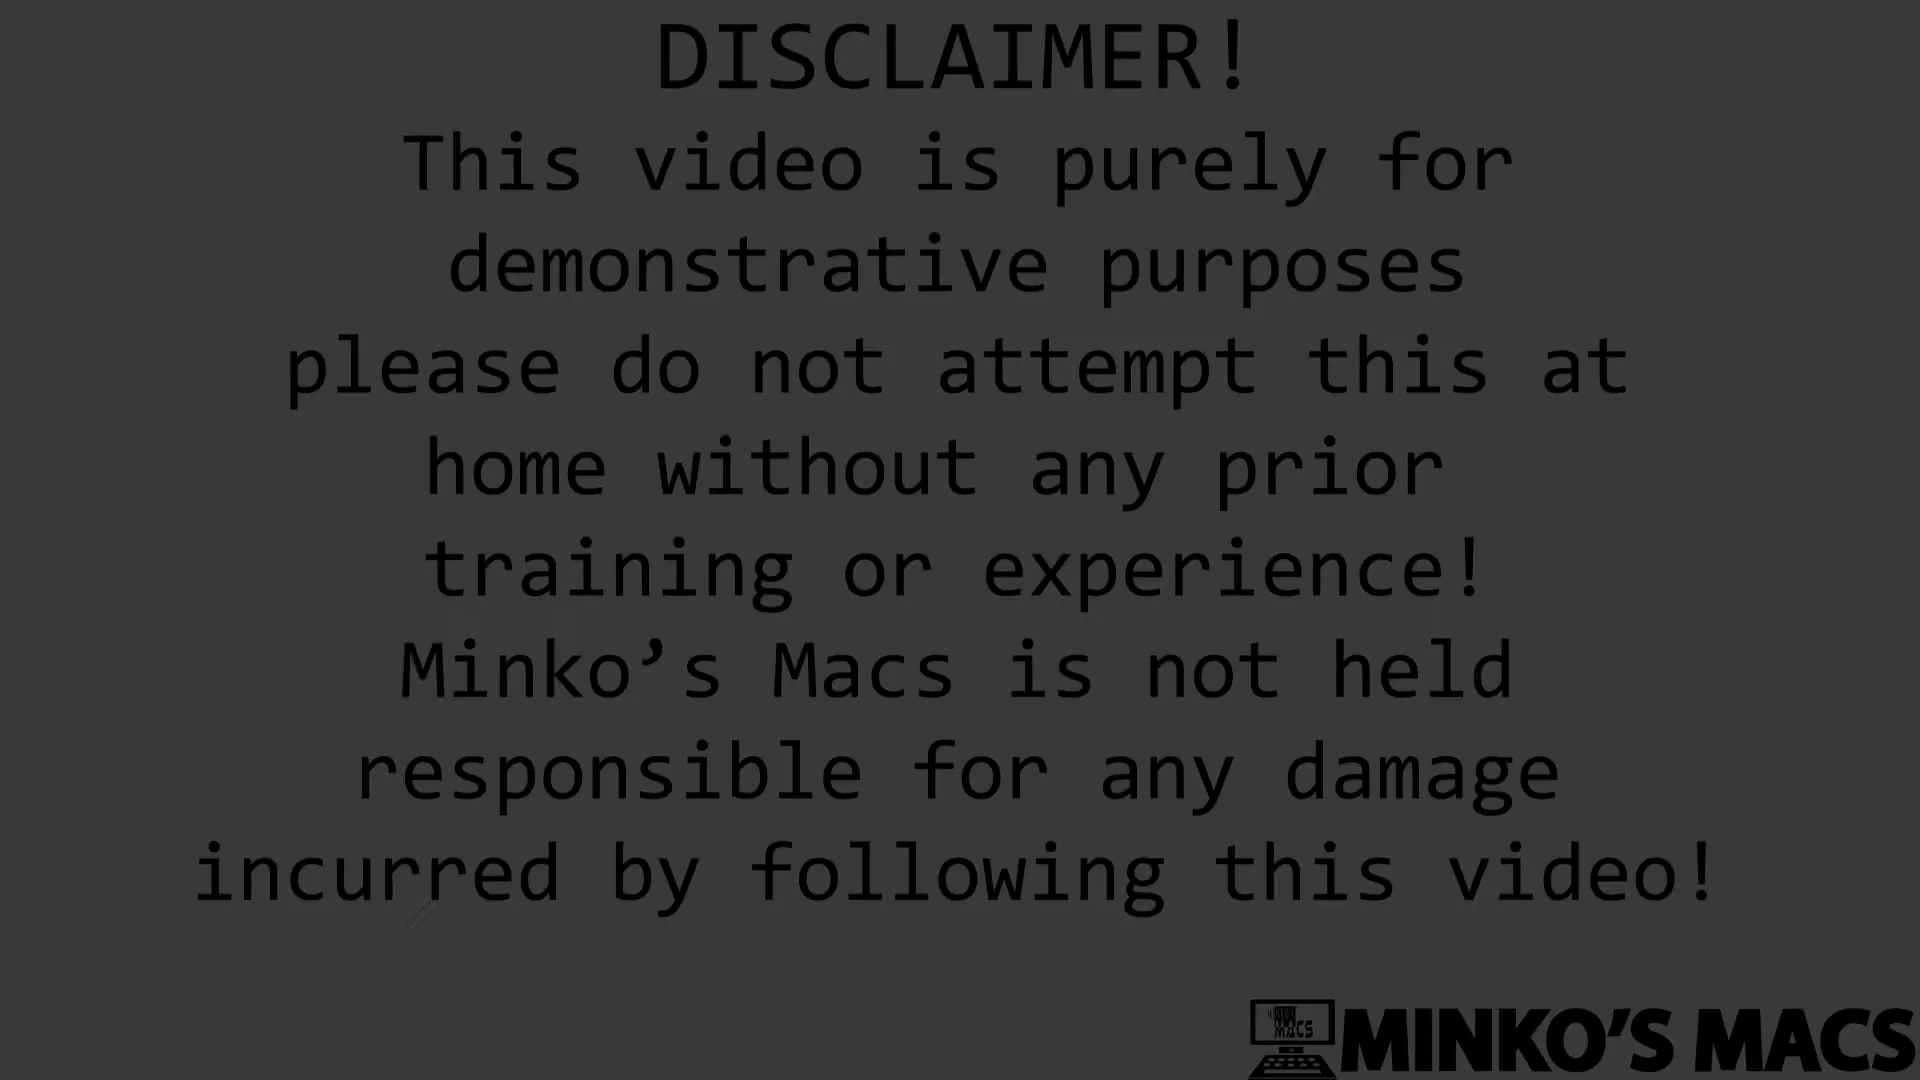 DISCLAIMER!
This video is purely for
demonstrative purposes
please do not attempt this at
home without any prior
training or experience!
Minko’s Macs is not held
responsible for any damage
incurred by following this video!
MACS
MINKO’S MACS